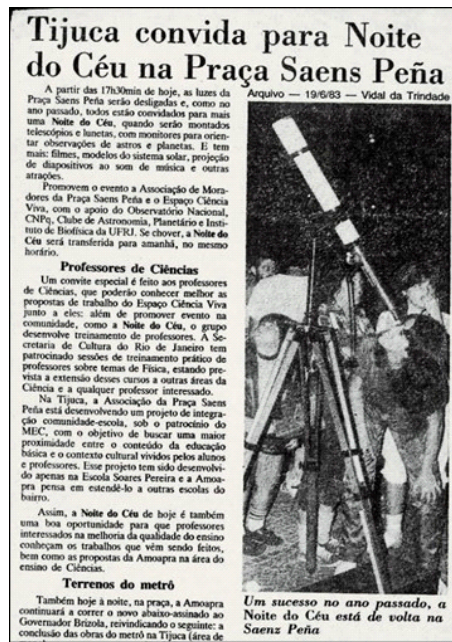 Tijuca convida para Noite
do Céu na Praça Saens Peña
A partir das 17h30min de hoje, as luzes da
Praça Saens Peña serão desligadas e, como no
ano passado, todos estão convidados para mais
uma Noite do Céu, quando serão montados
telescópios e lunetas, com monitores para orien-
tar observações de astros e planetas. E tem
mais: filmes, modelos do sistema solar, projeção
de diapositivos ao som de música e outras
atrações.
Promovem o evento a Associação de Mora-
dores da Praça Saens Peña e o Espaço Ciência
Viva, com o apoio do Observatório Nacional,
CNPq, Clube de Astronomia, Planetário e Insti-
tuto de Biofísica da UFRJ. Se chover, a Noite do
Céu será transferida para amanhã, no mesmo
horário.
Professores de Ciências
Um convite especial é feito aos professores
de Ciências, que poderão conhecer melhor as
propostas de trabalho do Espaço Ciência Viva
junto a eles: além de promover evento na
comunidade, como a Noite do Céu, o grupo
desenvolve treinamento de professores. A Se-
cretaria de Cultura do Rio de Janeiro tem
patrocinado sessões de treinamento prático de
professores sobre temas de Física, estando pre-
vista a extensão desses cursos a outras áreas da
Ciência e a qualquer professor interessado.
Na Tijuca, a Associação da Praça Saens
Peña está desenvolvendo um projeto de integra-
ção comunidade-escola, sob o patrocínio do
MEC, com o objetivo de buscar uma maior
proximidade entre o conteúdo da educação
básica e o contexto cultural vividos pelos alunos
e professores. Esse projeto tem sido desenvolvi-
do apenas na Escola Soares Pereira e a Amoa-
pra pensa em estendê-lo a outras escolas do
bairro.
Assim, a Noite do Céu de hoje é também
uma boa oportunidade para que professores
interessados na melhoria da qualidade do ensino
conheçam os trabalhos que vêm sendo feitos,
bem como as propostas da Amoapra na área do
ensino de Ciências.
Terrenos do metrô
Também hoje à noite, na praça, a Amoapra
continuará a correr o novo abaixo-assinado ao
Governador Brizola, reivindicando o seguinte: a
conclusão das obras do metrô na Tijuca (área de
Arquivo — 19/6/83 — Vidal da Trindade
Um sucesso no ano passado, a
Noite do Céu está de volta na
Saenz Peña